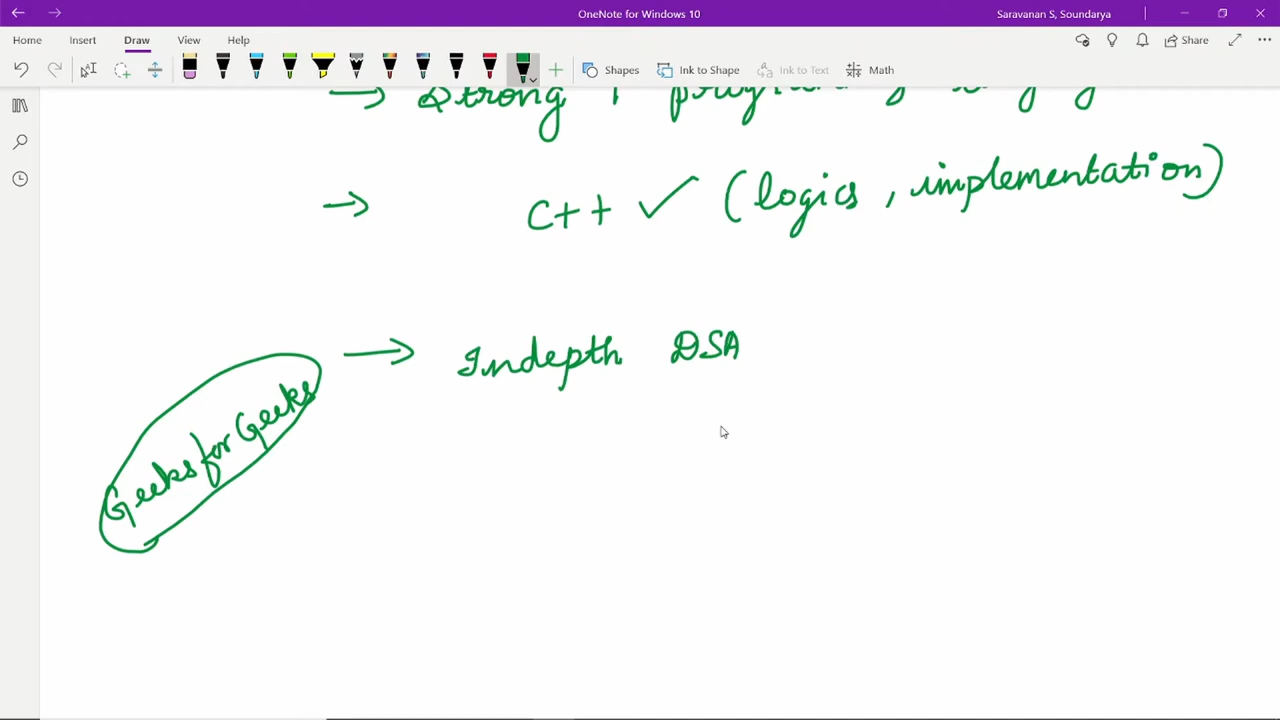 OneNote for Windows 10
Saravanan S, Soundarya
Home Insert Draw View Help
Share
Shapes Ink to Shape Ink to Text Math
→ Strong
→ C++ ✓ (logics, implementation)
→ Indepth DSA
GeeksforGeeks